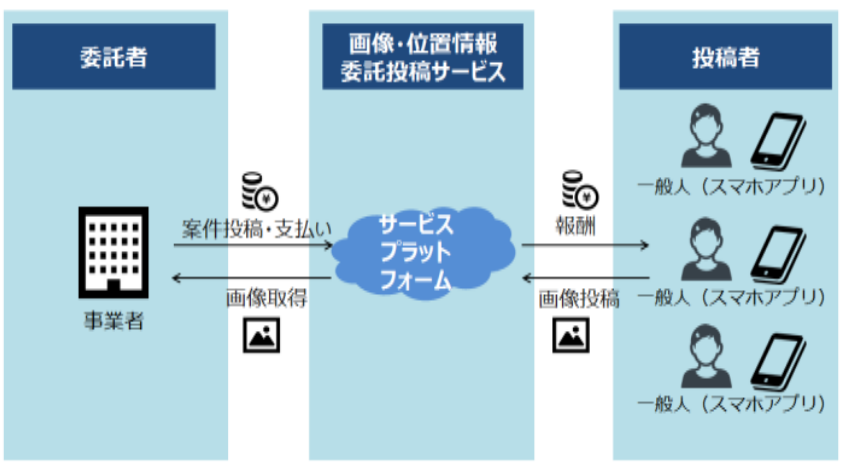 委託者
画像・位置情報
委託投稿サービス
投稿者
一般人（スマホアプリ）
¥
案件投稿・支払い
サービス
プラット
フォーム
¥
報酬
画像取得
画像投稿
事業者
一般人（スマホアプリ）
一般人（スマホアプリ）